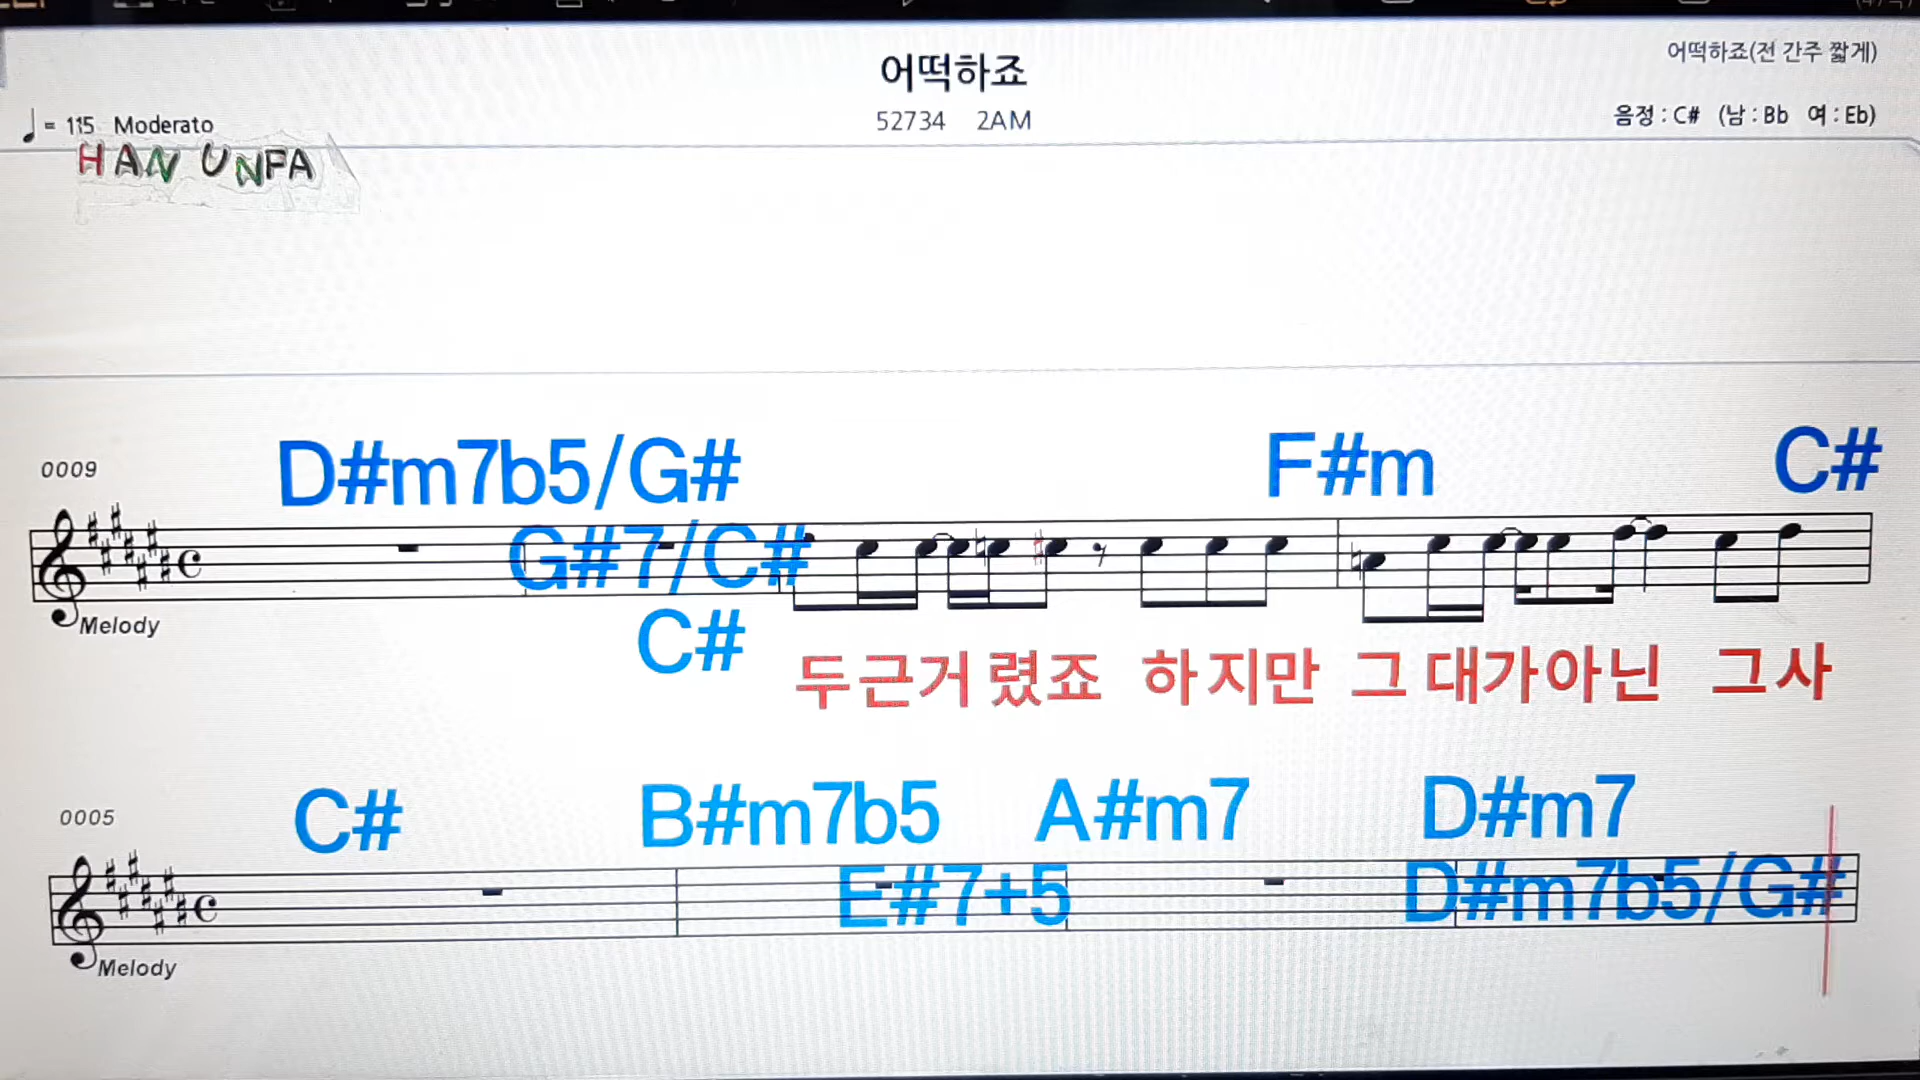 어떡하죠(전 간주 짧게)
어떡하죠
♩= 115 Moderato
52734 2AM
음정 : C# (남 : Bb 여 : Eb)
HAN UNFA
D#m7b5/G# F#m C#
0009
G#7/C#
Melody
C#
두근거 렸죠 하지만 그 대가아닌 그사
C# B#m7b5 A#m7 D#m7
0005
E#7+5 D#m7b5/G#
Melody